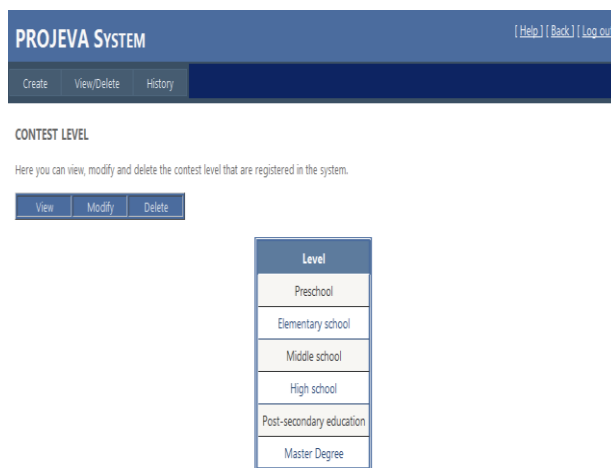 PROJEVA SYSTEM
[ Help ] [ Back ] [ Log out
Create View/Delete History
CONTEST LEVEL
Here you can view, modify and delete the contest level that are registered in the system.
View Modify Delete
Level
Preschool
Elementary school
Middle school
High school
Post-secondary education
Master Degree